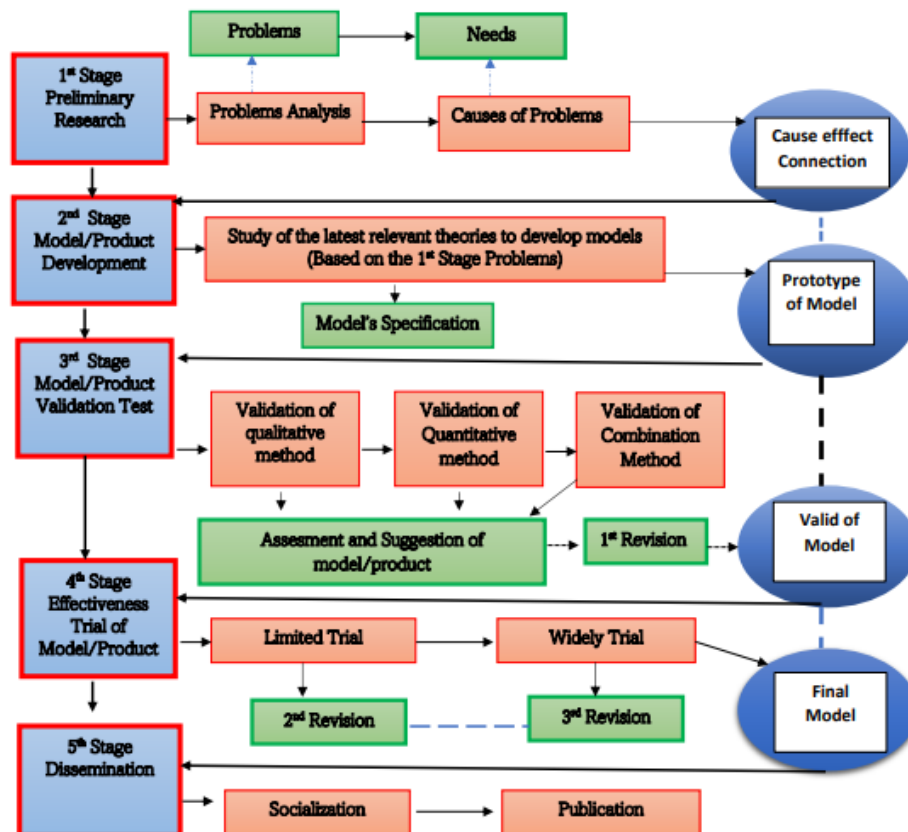 Problems
Needs
1st Stage
Preliminary
Research
Problems Analysis
Causes of Problems
Cause efffect
Connection
2nd Stage
Model/Product
Development
Study of the latest relevant theories to develop models
(Based on the 1st Stage Problems)
Prototype
of Model
Model's Specification
3rd Stage
Model/Product
Validation Test
Validation of
qualitative
method
Validation of
Quantitative
method
Validation of
Combination
Method
Assesment and Suggestion of
model/product
1st Revision
Valid of
Model
4th Stage
Effectiveness
Trial of
Model/Product
Limited Trial
Widely Trial
Final
Model
2nd Revision
3rd Revision
5th Stage
Dissemination
Socialization
Publication